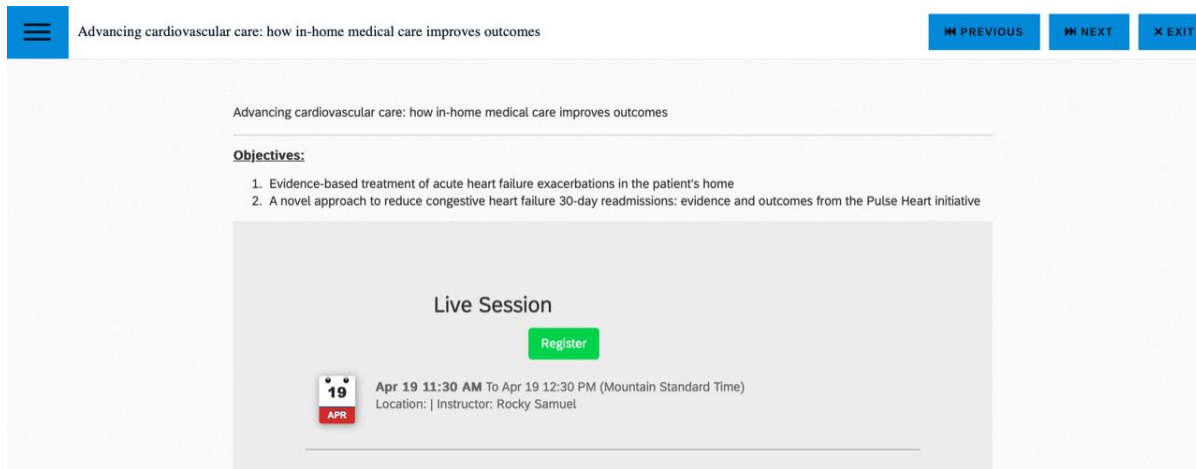 Advancing cardiovascular care: how in-home medical care improves outcomes
PREVIOUS
NEXT
EXIT
Advancing cardiovascular care: how in-home medical care improves outcomes
Objectives:
1. Evidence-based treatment of acute heart failure exacerbations in the patient's home
2. A novel approach to reduce congestive heart failure 30-day readmissions: evidence and outcomes from the Pulse Heart initiative
Live Session
Register
19
APR
Apr 19 11:30 AM To Apr 19 12:30 PM (Mountain Standard Time)
Location: | Instructor: Rocky Samuel